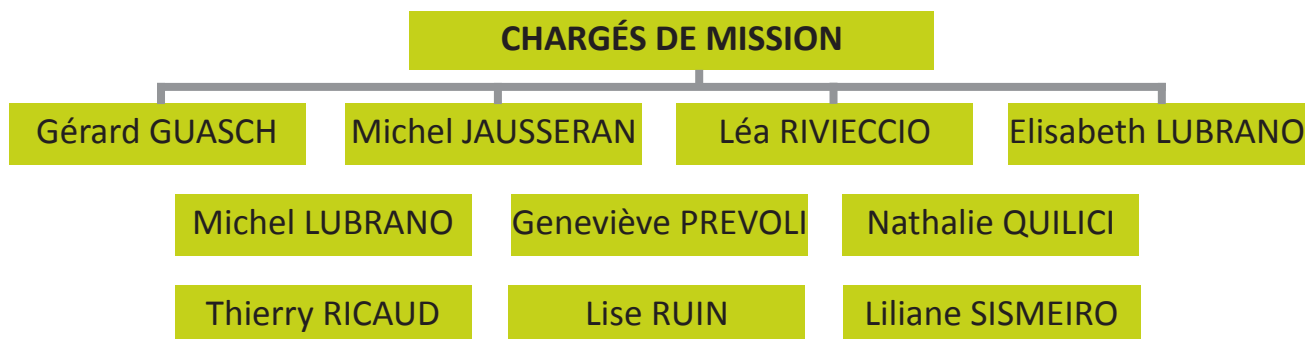 CHARGÉS DE MISSION
Gérard GUASCH
Michel JAUSSERAN
Léa RIVIECCIO
Elisabeth LUBRANO
Michel LUBRANO
Geneviève PREVOLI
Nathalie QUILICI
Thierry RICAUD
Lise RUIN
Liliane SISMEIRO